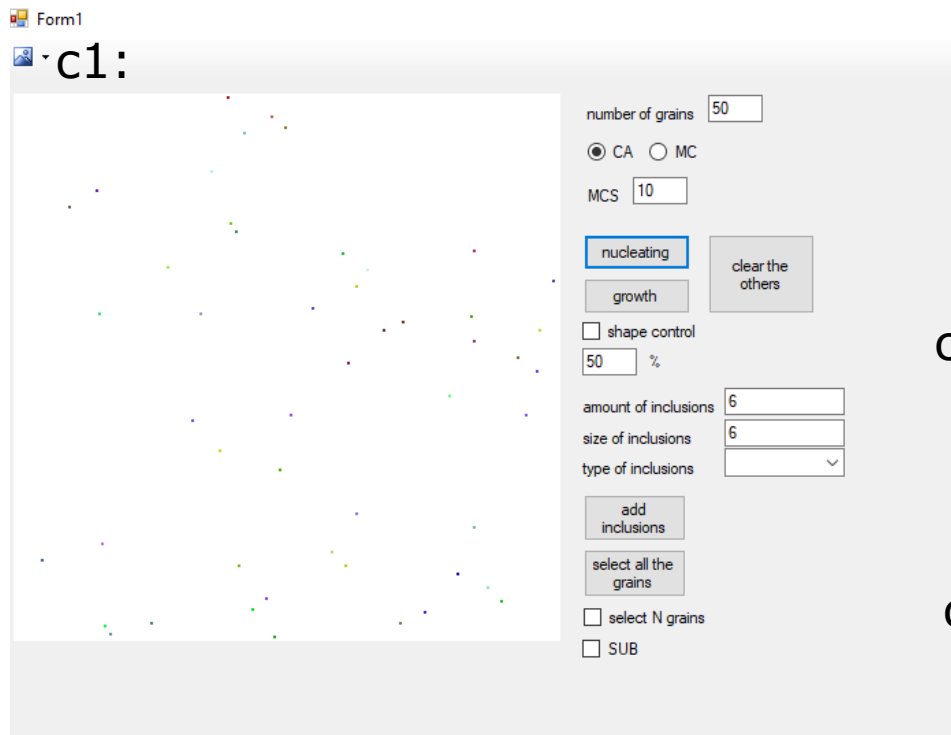 Form1
c1:
number of grains 50
CA MC
MCS 10
nucleating
clear the
others
growth
shape control
50 %
amount of inclusions 6
size of inclusions 6
type of inclusions
add
inclusions
select all the
grains
select N grains
SUB